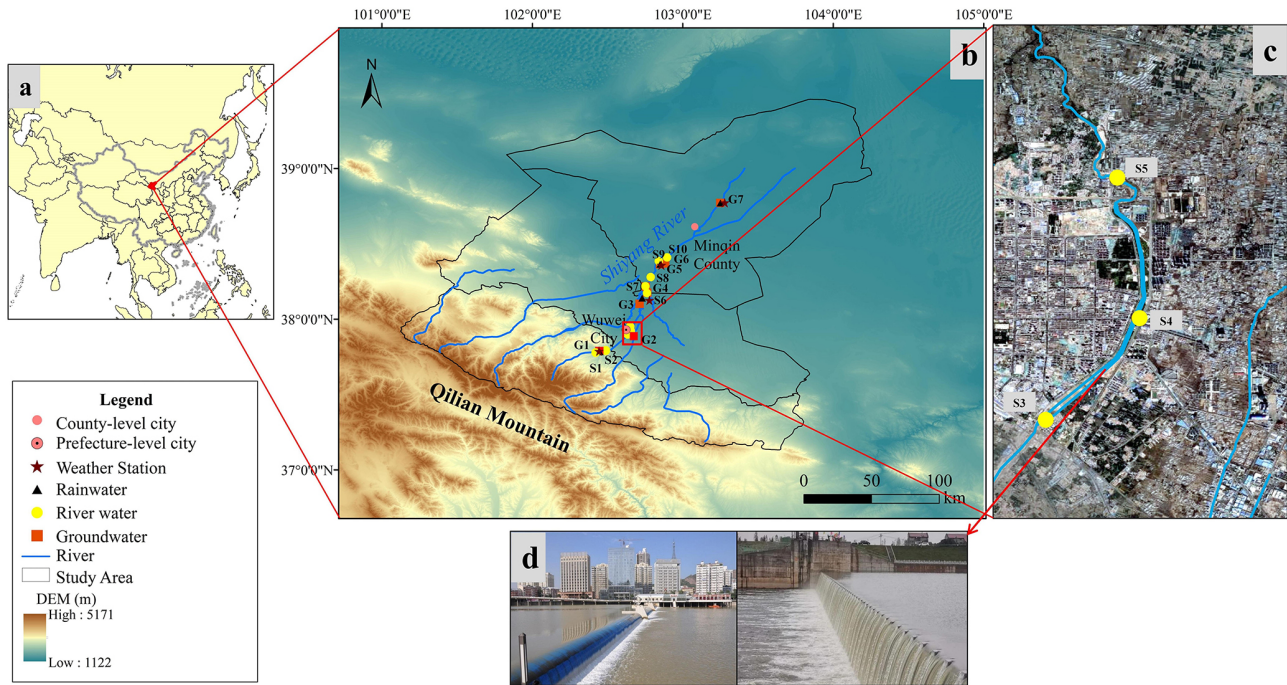 101°0'0"E
102°0'0"E
103°0'0"E
104°0'0"E
105°0'0"E
a
b
c
N
39°0'0"N
38°0'0"N
37°0'0"N
G7
Shiyang River
Minqin
County
S10
S9
G6
G5
S8
S7
G4
S6
G3
Wuwei
City
G2
G1
S2
S1
Qilian Mountain
0
50
100
km
S5
S4
S3
Legend
County-level city
Prefecture-level city
Weather Station
Rainwater
River water
Groundwater
River
Study Area
DEM (m)
High : 5171
Low : 1122
d